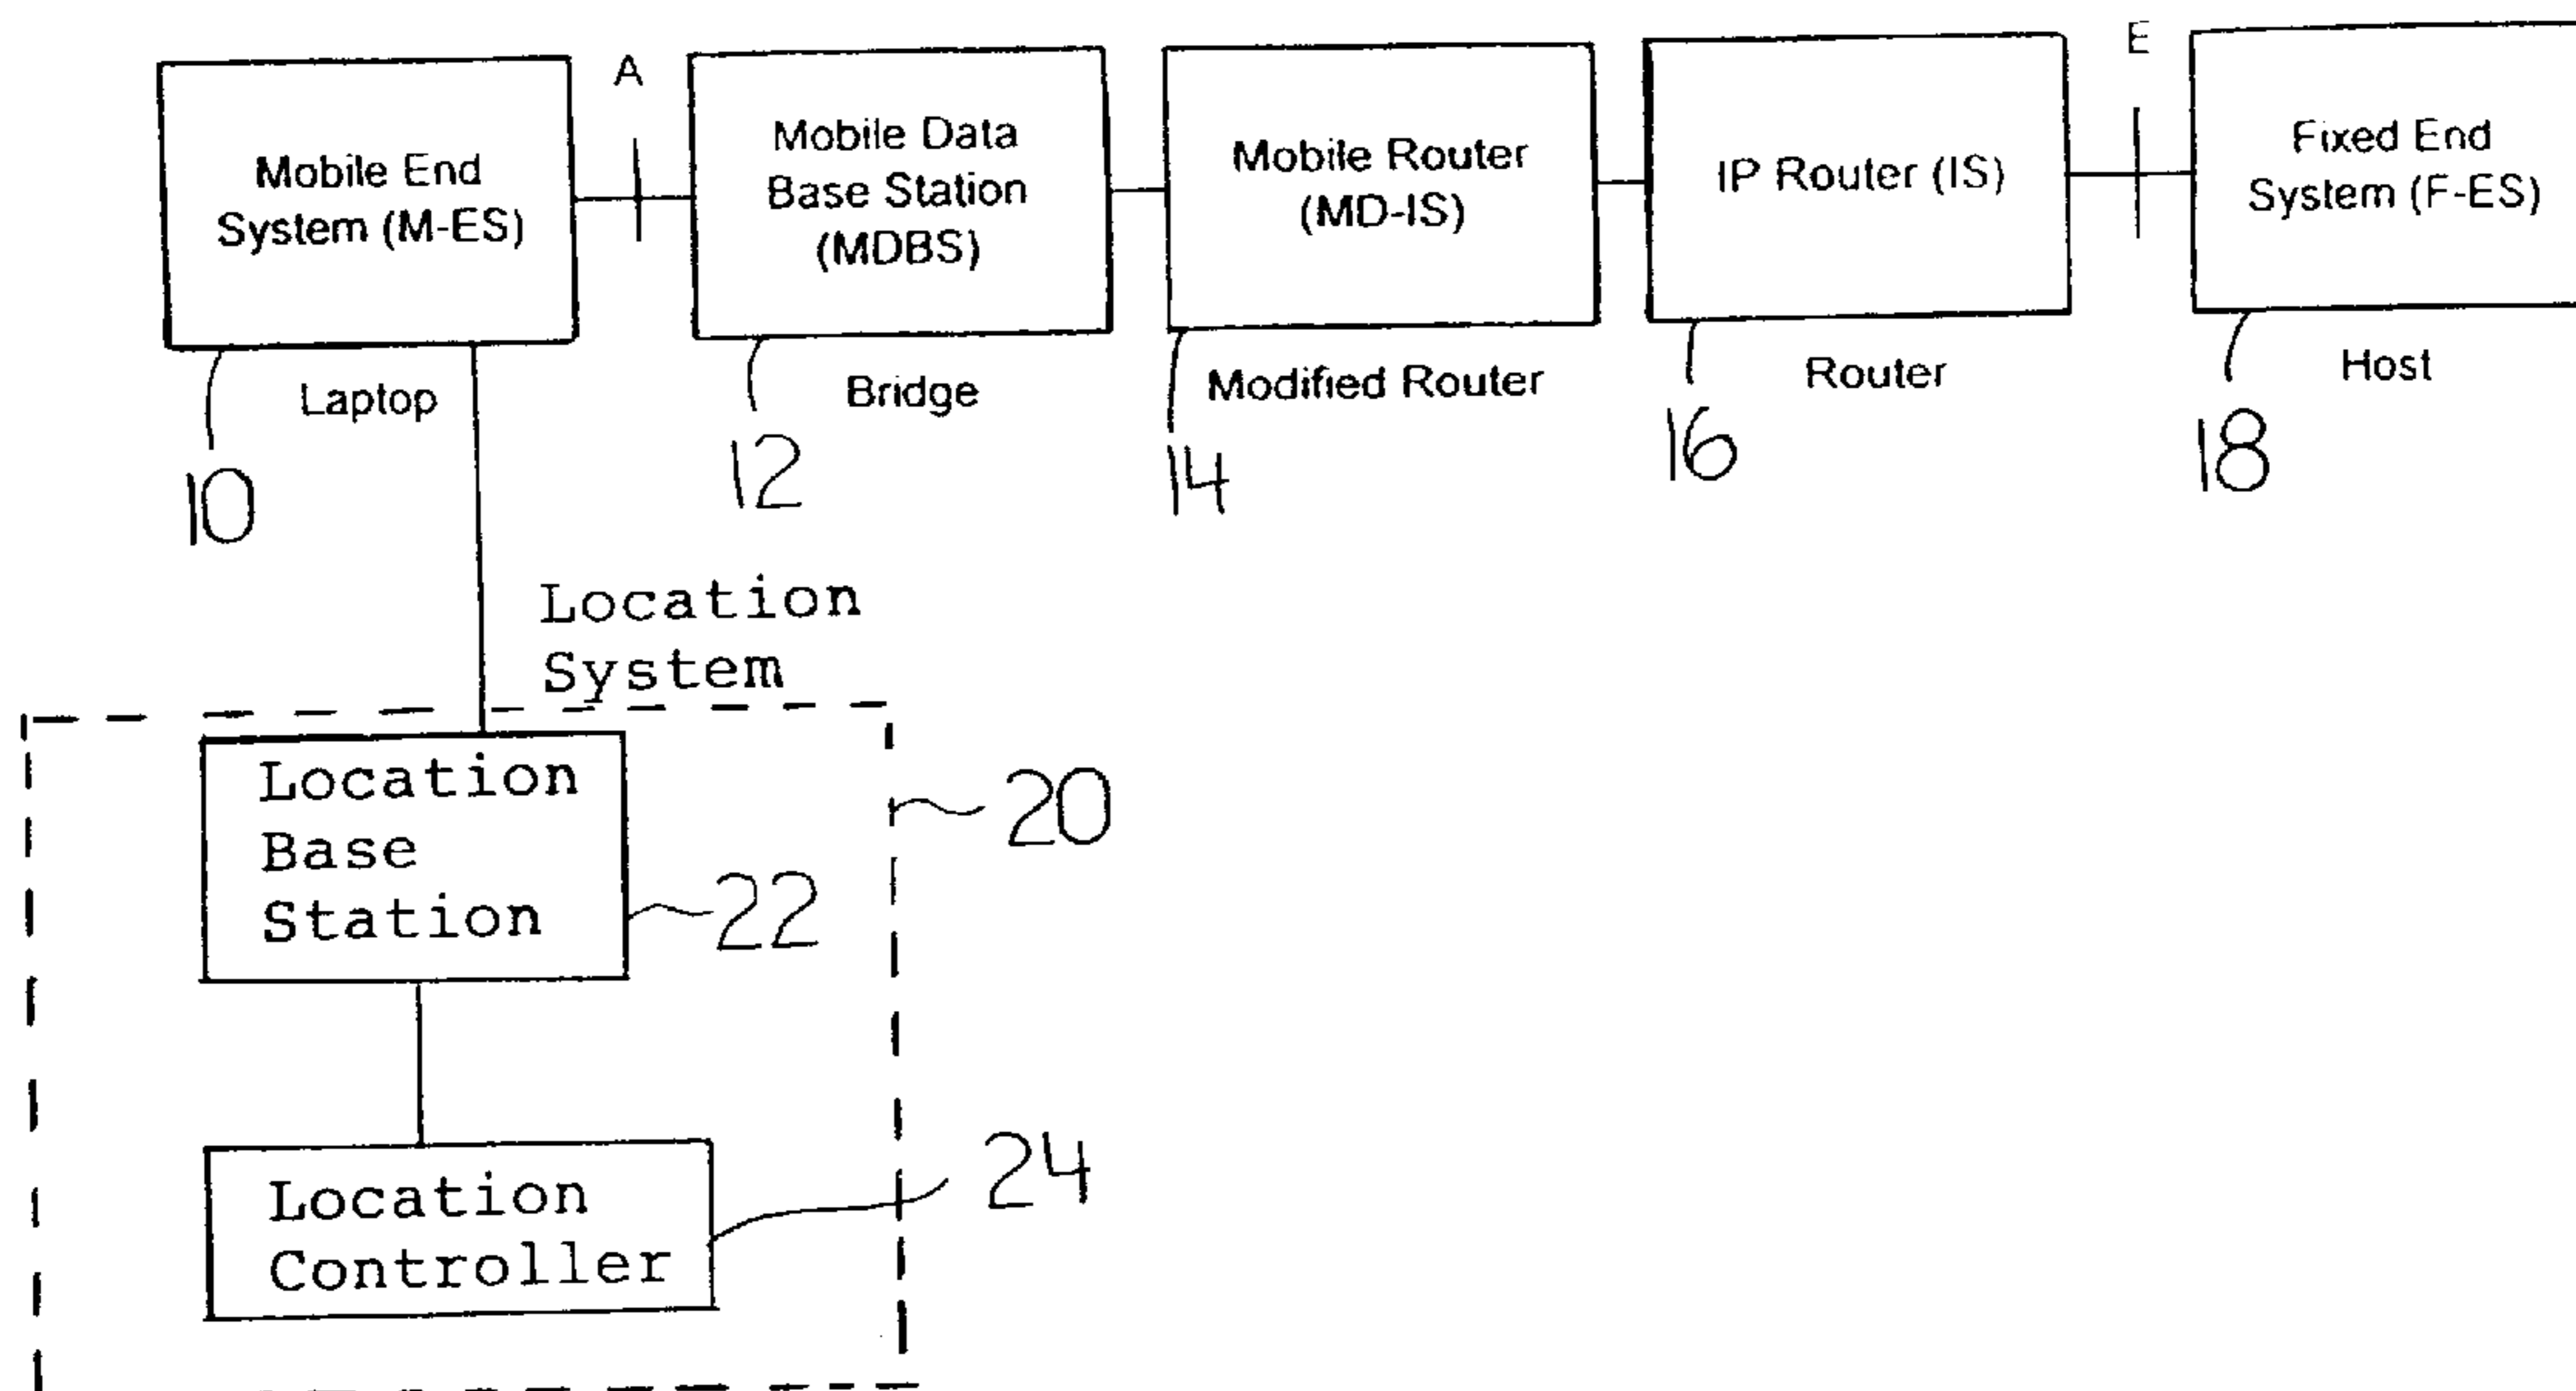 A
E
Mobile End
System (M-ES)
Mobile Data
Base Station
(MDBS)
Mobile Router
(MD-IS)
IP Router (IS)
Fixed End
System (F-ES)
Laptop
Bridge
Modified Router
Router
Host
10
12
14
16
18
Location
System
Location
Base
Station
20
22
Location
Controller
24